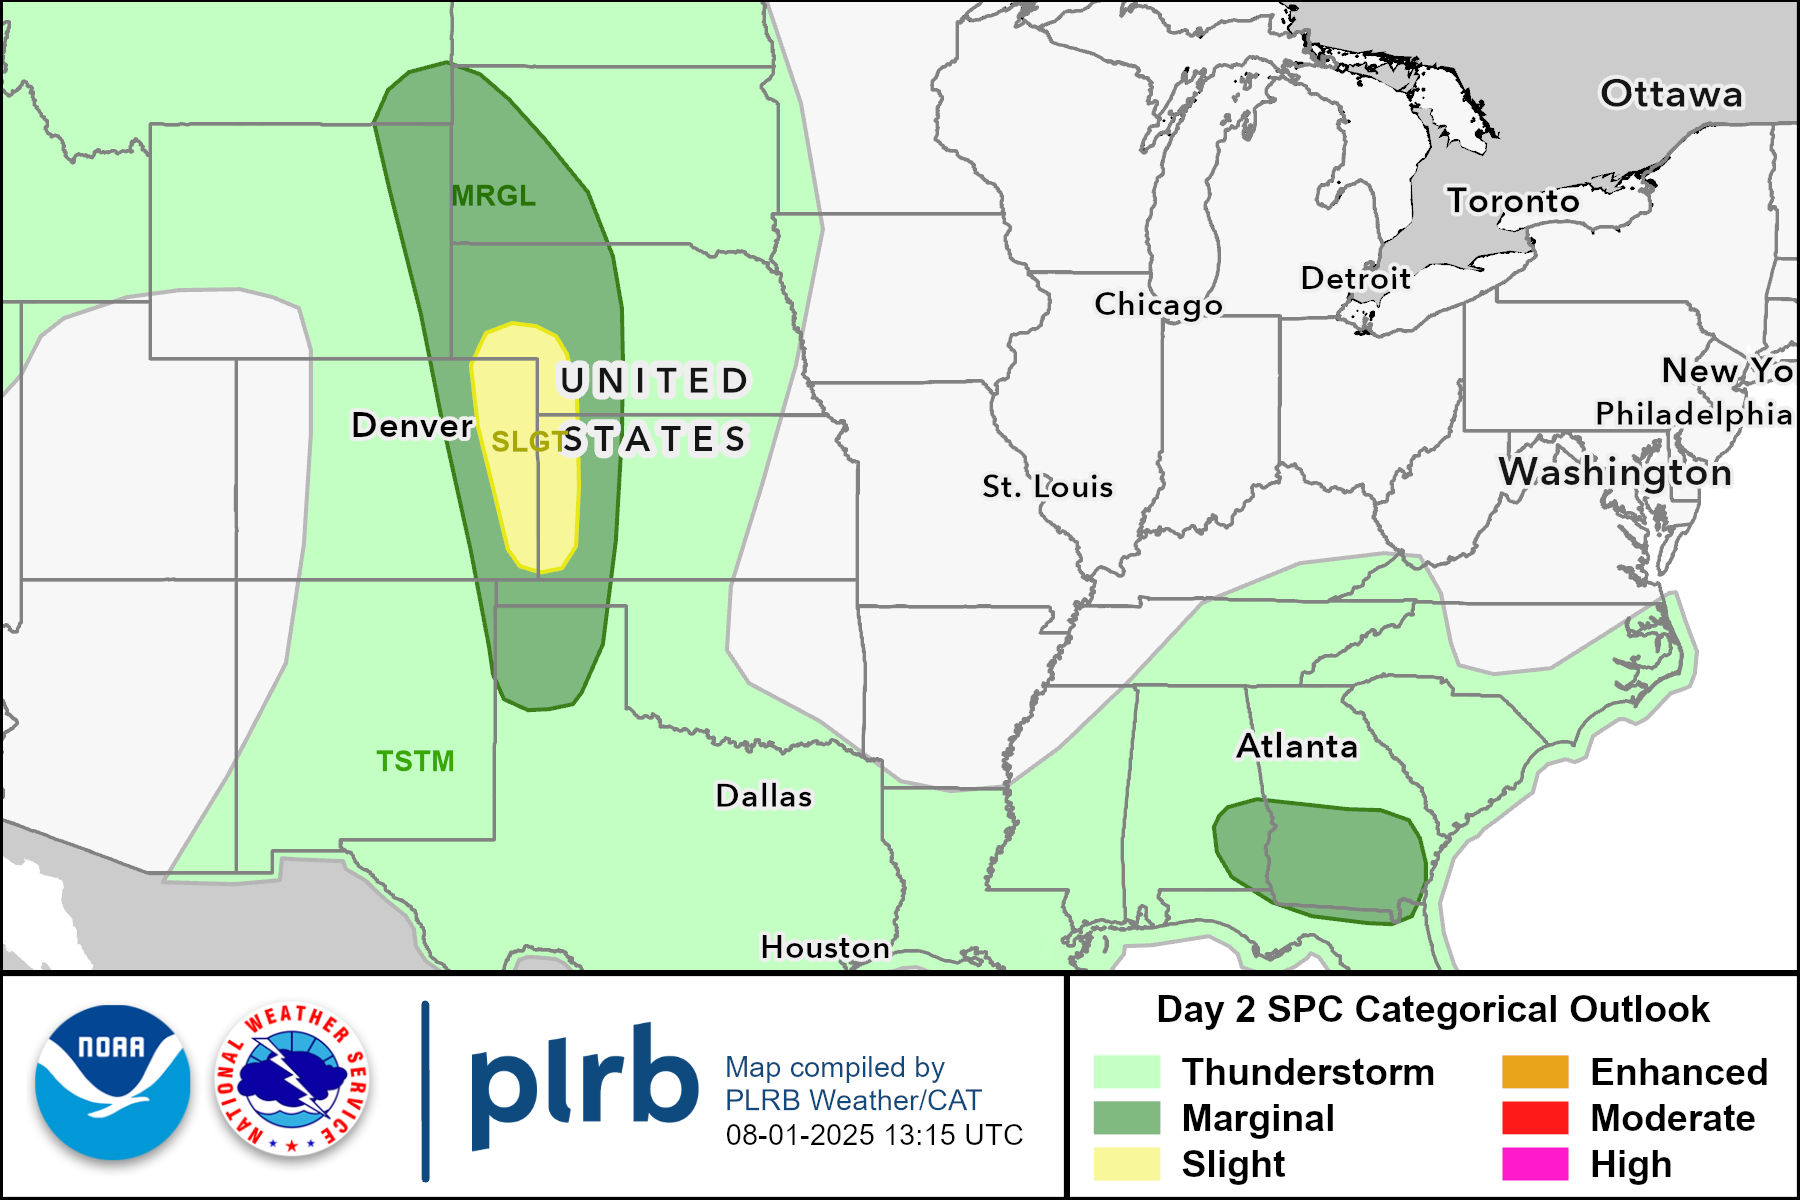 Ottawa
MRGL
Toronto
Detroit
Chicago
New Yo
UNITED
Philadelphia
Denver
SLGT
STATES
Washington
St. Louis
Atlanta
TSTM
Dallas
Houston
NOAA
NATIONAL WEATHER SERVICE
plrb
Map compiled by
PLRB Weather/CAT
08-01-2025 13:15 UTC
Day 2 SPC Categorical Outlook
Thunderstorm
Marginal
Slight
Enhanced
Moderate
High